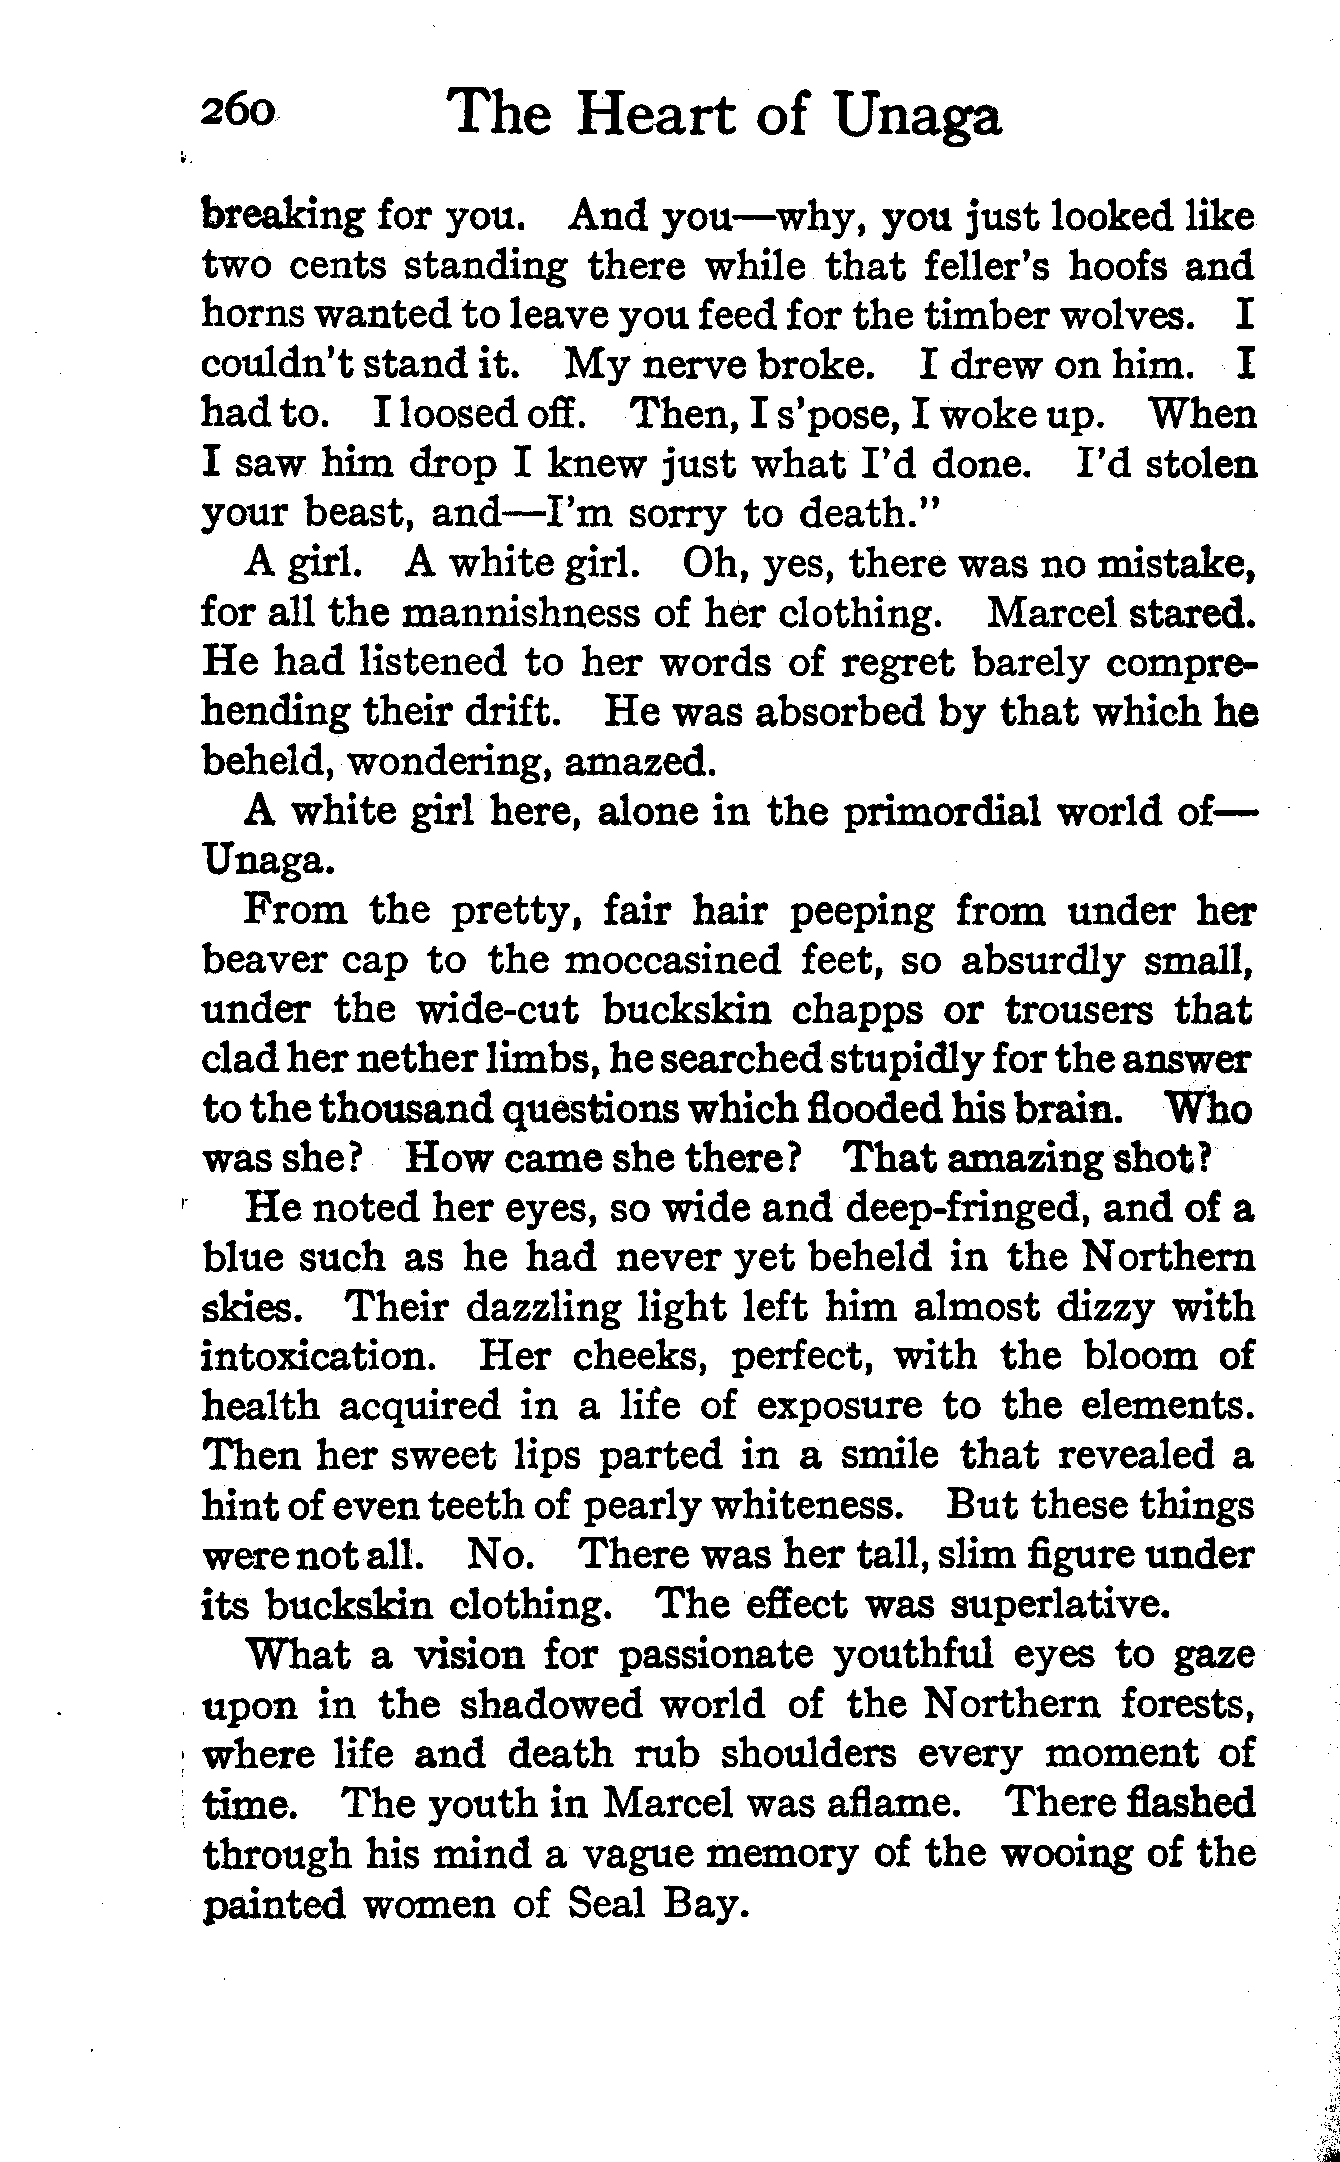 260 The Heart of Unaga
breaking for you. And you—why, you just looked like
two cents standing there while that feller's hoofs and
horns wanted to leave you feed for the timber wolves. I
couldn't stand it. My nerve broke. I drew on him. I
had to. I loosed off. Then, I s'pose, I woke up. When
I saw him drop I knew just what I'd done. I'd stolen
your beast, and—I'm sorry to death."
A girl. A white girl. Oh, yes, there was no mistake,
for all the mannishness of her clothing. Marcel stared.
He had listened to her words of regret barely compre-
hending their drift. He was absorbed by that which he
beheld, wondering, amazed.
A white girl here, alone in the primordial world of—
Unaga.
From the pretty, fair hair peeping from under her
beaver cap to the moccasined feet, so absurdly small,
under the wide-cut buckskin chapps or trousers that
clad her nether limbs, he searched stupidly for the answer
to the thousand questions which flooded his brain. Who
was she? How came she there? That amazing shot?
He noted her eyes, so wide and deep-fringed, and of a
blue such as he had never yet beheld in the Northern
skies. Their dazzling light left him almost dizzy with
intoxication. Her cheeks, perfect, with the bloom of
health acquired in a life of exposure to the elements.
Then her sweet lips parted in a smile that revealed a
hint of even teeth of pearly whiteness. But these things
were not all. No. There was her tall, slim figure under
its buckskin clothing. The effect was superlative.
What a vision for passionate youthful eyes to gaze
upon in the shadowed world of the Northern forests,
where life and death rub shoulders every moment of
time. The youth in Marcel was aflame. There flashed
through his mind a vague memory of the wooing of the
painted women of Seal Bay.